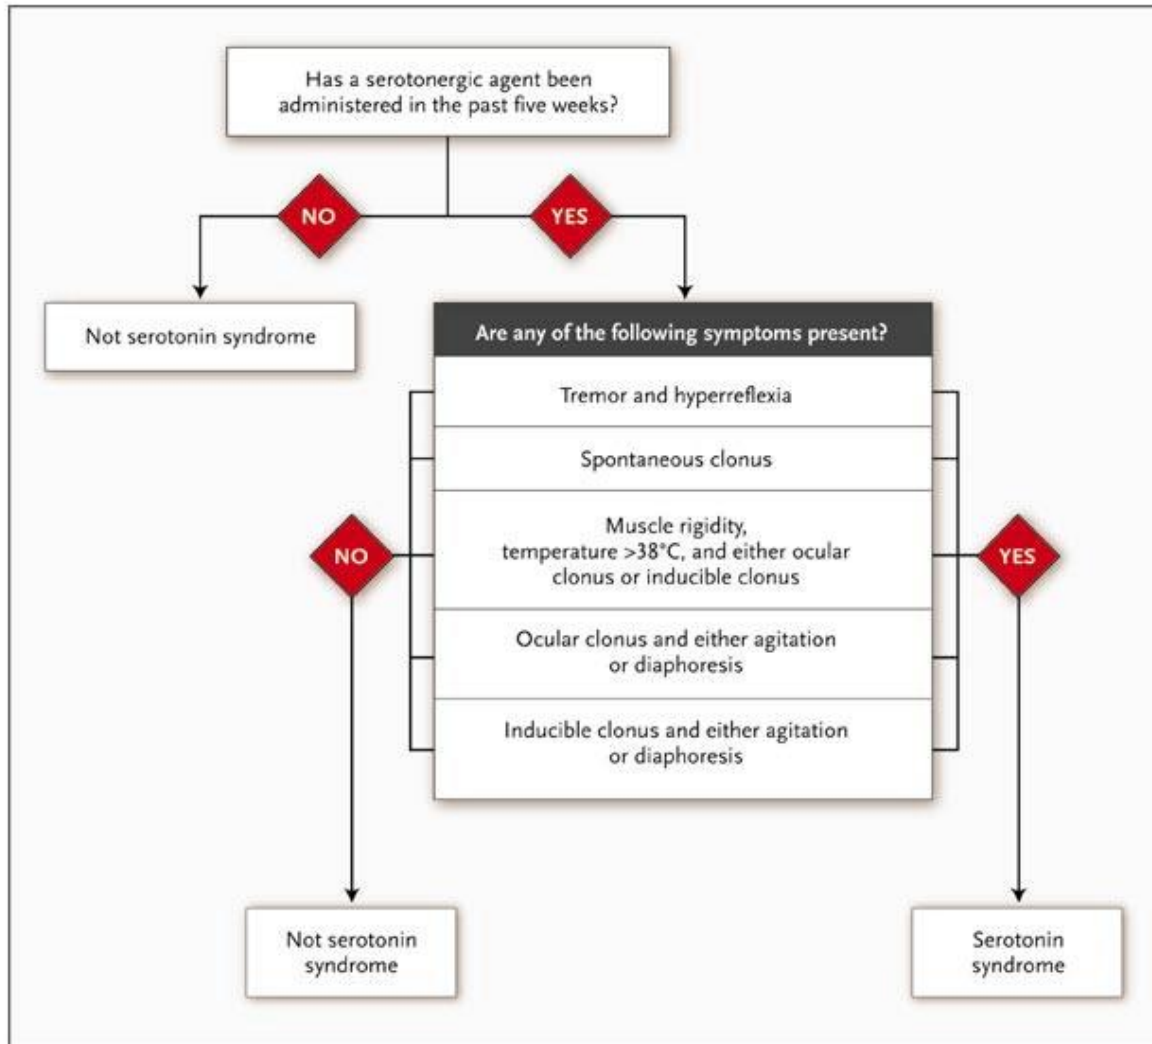 Has a serotonergic agent been
administered in the past five weeks?
NO
YES
Not serotonin syndrome
Are any of the following symptoms present?
Tremor and hyperreflexia
Spontaneous clonus
Muscle rigidity,
temperature >38°C, and either ocular
clonus or inducible clonus
Ocular clonus and either agitation
or diaphoresis
Inducible clonus and either agitation
or diaphoresis
NO
YES
Not serotonin
syndrome
Serotonin
syndrome